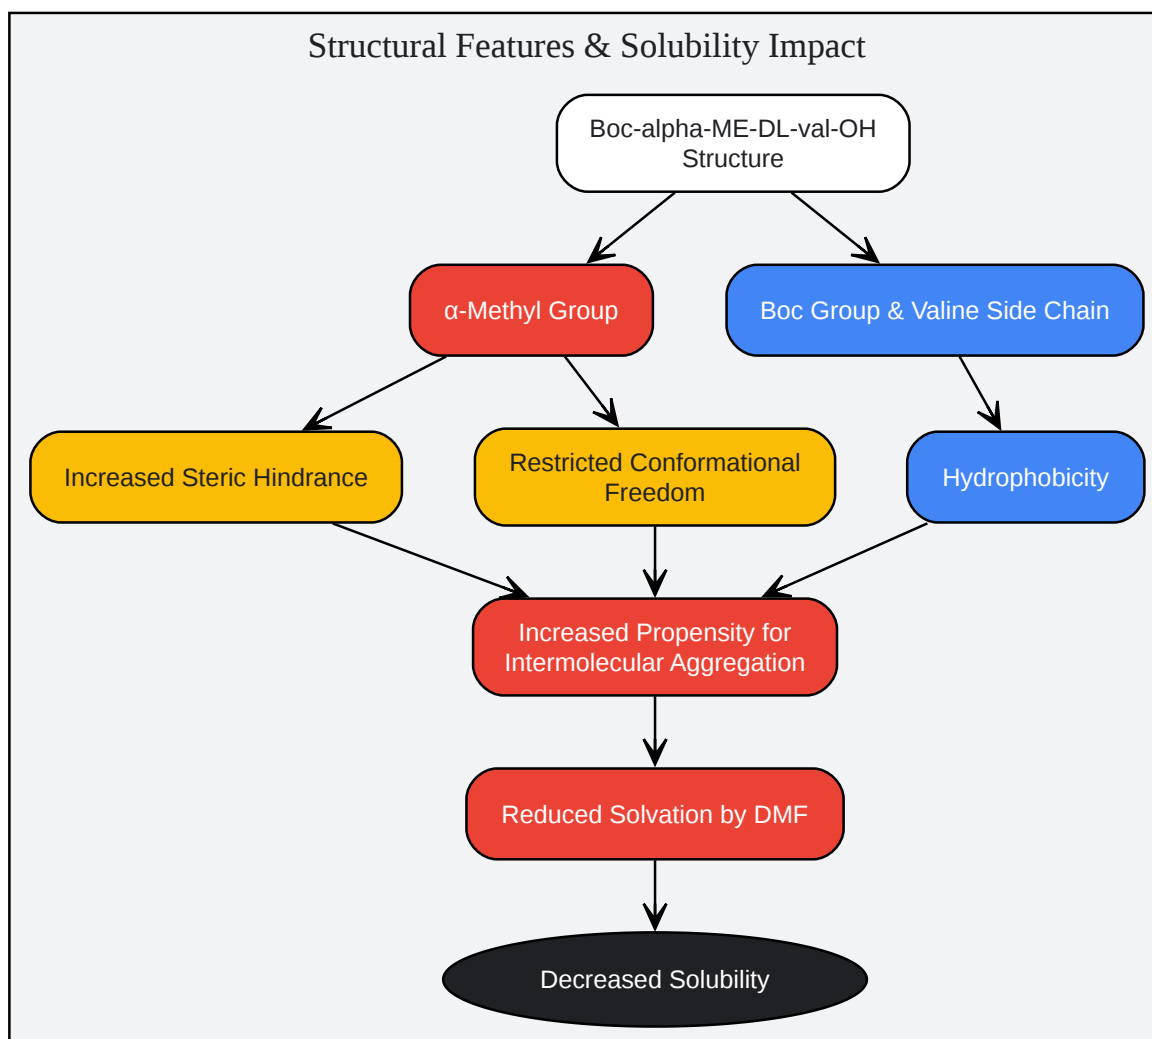 Structural Features & Solubility Impact
Boc-alpha-ME-DL-val-OH
Structure
α-Methyl Group
Boc Group & Valine Side Chain
Increased Steric Hindrance
Restricted Conformational
Freedom
Hydrophobicity
Increased Propensity for
Intermolecular Aggregation
Reduced Solvation by DMF
Decreased Solubility